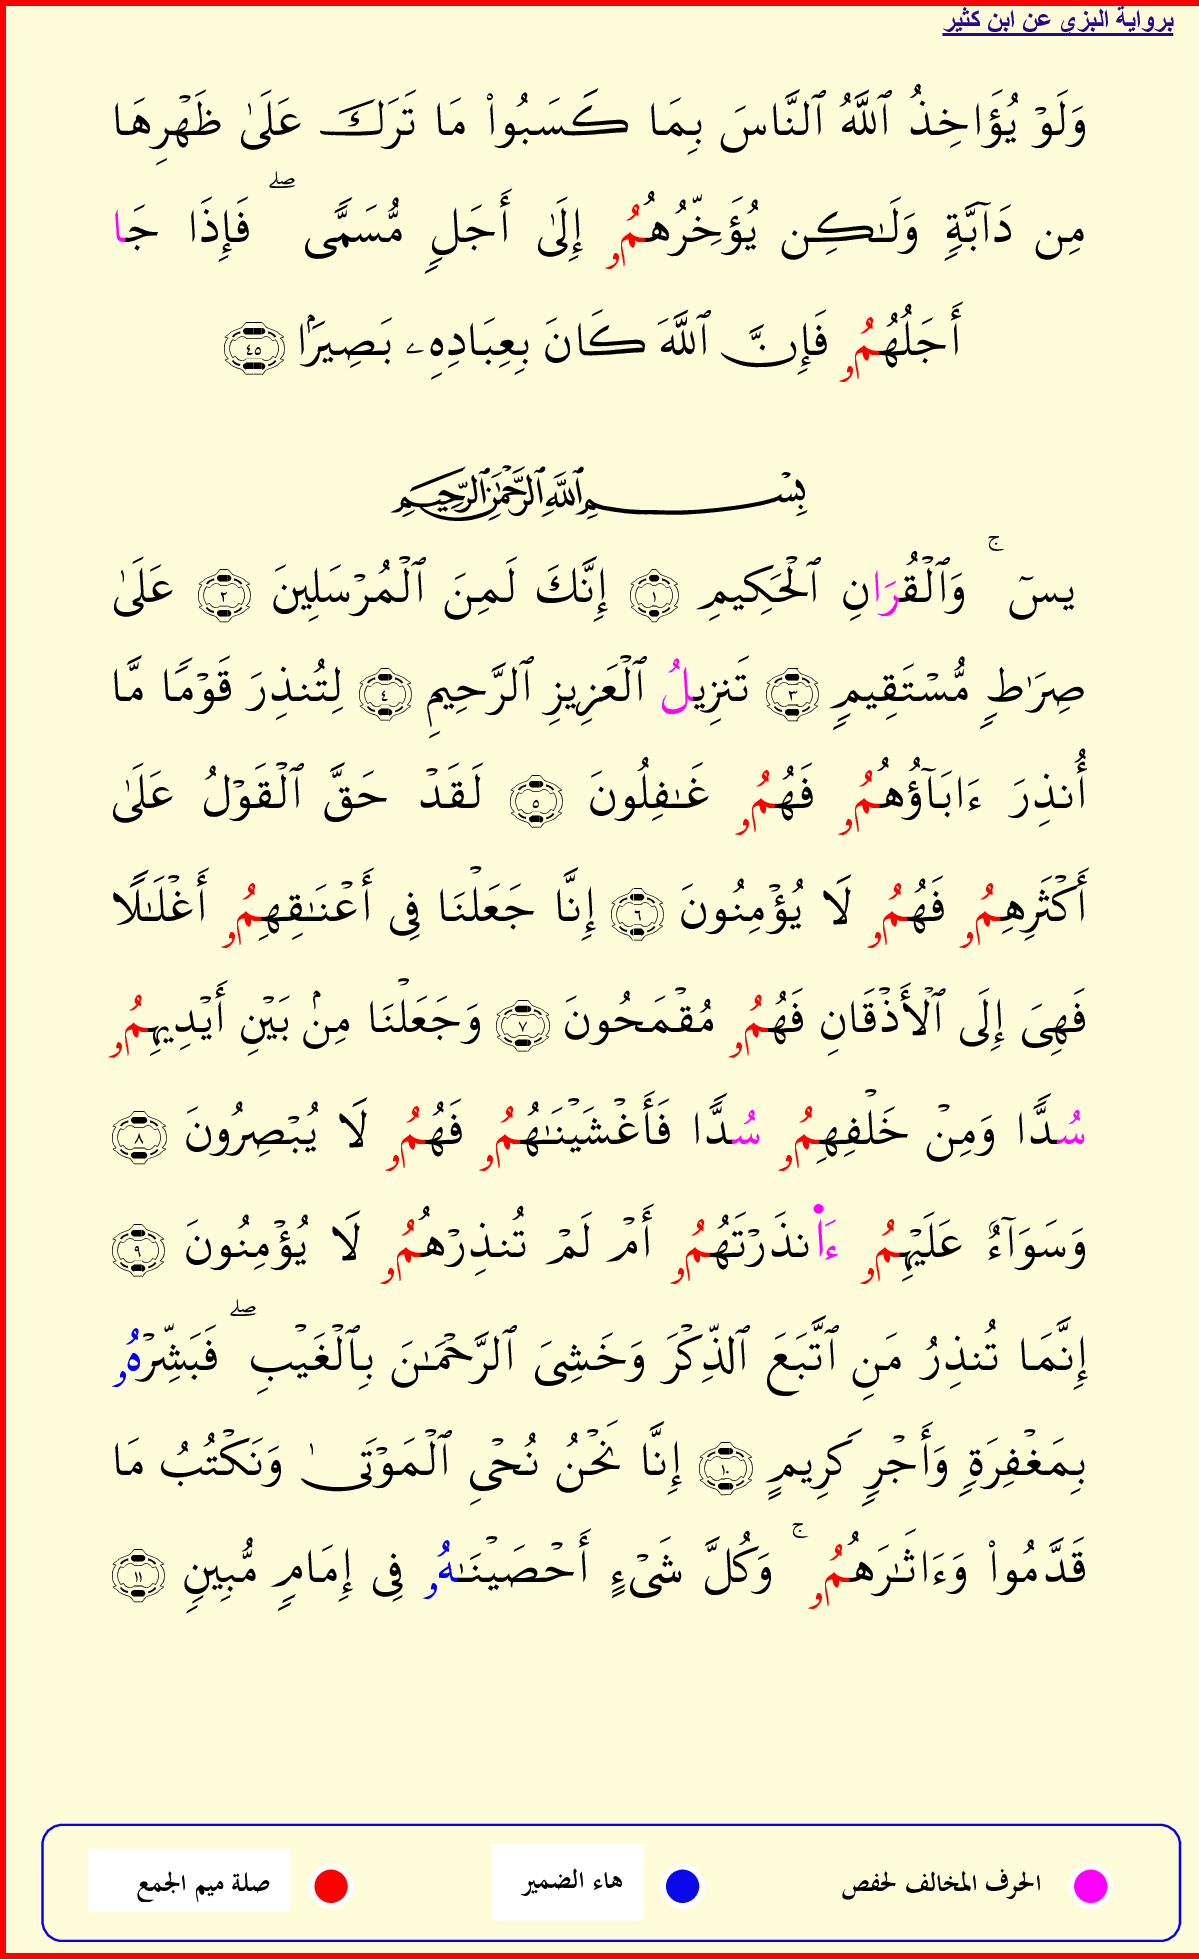 برواية البزي عن ابن كثير
وَلَوۡ يُؤَاخِذُ ٱللَّهُ ٱلنَّاسَ بِمَا كَسَبُواْ مَا تَرَكَ عَلَىٰ ظَهۡرِهَا
مِن دَآبَّةٖ وَلَٰكِن يُؤَخِّرُهُمُۥ إِلَىٰ أَجَلٖ مُّسَمّٗى ۖ فَإِذَا جَا
أَجَلُهُمُۥ فَإِنَّ ٱللَّهَ كَانَ بِعِبَادِهِۦ بَصِيرَۢا ٤٥
بِسۡمِ ٱللَّهِ ٱلرَّحۡمَٰنِ ٱلرَّحِيمِ
يسٓ ۚ وَٱلۡقُرَانِ ٱلۡحَكِيمِ ١ إِنَّكَ لَمِنَ ٱلۡمُرۡسَلِينَ ٢ عَلَىٰ
صِرَٰطٖ مُّسۡتَقِيمٖ ٣ تَنزِيلُ ٱلۡعَزِيزِ ٱلرَّحِيمِ ٤ لِتُنذِرَ قَوۡمٗا مَّا
أُنذِرَ ءَابَآؤُهُمُۥ فَهُمُۥ غَٰفِلُونَ ٥ لَقَدۡ حَقَّ ٱلۡقَوۡلُ عَلَىٰ
أَكۡثَرِهِمُۥ فَهُمُۥ لَا يُؤۡمِنُونَ ٦ إِنَّا جَعَلۡنَا فِي أَعۡنَٰقِهِمُۥ أَغۡلَٰلٗا
فَهِيَ إِلَى ٱلۡأَذۡقَانِ فَهُمُۥ مُقۡمَحُونَ ٧ وَجَعَلۡنَا مِنۢ بَيۡنِ أَيۡدِيهِمُۥ
سُدّٗا وَمِنۡ خَلۡفِهِمُۥ سُدّٗا فَأَغۡشَيۡنَٰهُمُۥ فَهُمُۥ لَا يُبۡصِرُونَ ٨
وَسَوَآءٌ عَلَيۡهِمُۥ ءَا۬نذَرۡتَهُمُۥ أَمۡ لَمۡ تُنذِرۡهُمُۥ لَا يُؤۡمِنُونَ ٩
إِنَّمَا تُنذِرُ مَنِ ٱتَّبَعَ ٱلذِّكۡرَ وَخَشِيَ ٱلرَّحۡمَٰنَ بِٱلۡغَيۡبِ ۖ فَبَشِّرۡهُۥ
بِمَغۡفِرَةٖ وَأَجۡرٖ كَرِيمٍ ١٠ إِنَّا نَحۡنُ نُحۡيِ ٱلۡمَوۡتَىٰ وَنَكۡتُبُ مَا
قَدَّمُواْ وَءَاثَٰرَهُمُۥ ۚ وَكُلَّ شَيۡءٍ أَحۡصَيۡنَٰهُۥ فِي إِمَامٖ مُّبِينٖ ١١
الحرف المخالف لحفص
هاء الضمير
صلة ميم الجمع